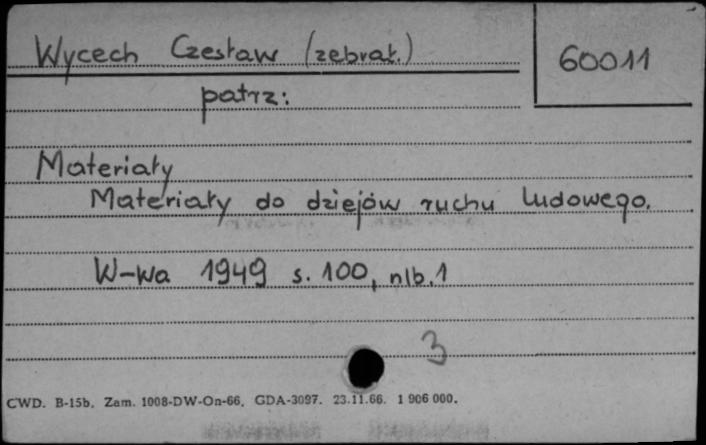 Wycech Czesław (zebrał.)
60011
patrz:
Materiały
Materiały do dziejów ruchu ludowego.
W-wa 1949 s. 100, nlb. 1
3
CWD. B-15b. Zam. 1008-DW-On-66. GDA-3097. 23.11.66. 1 906 000.